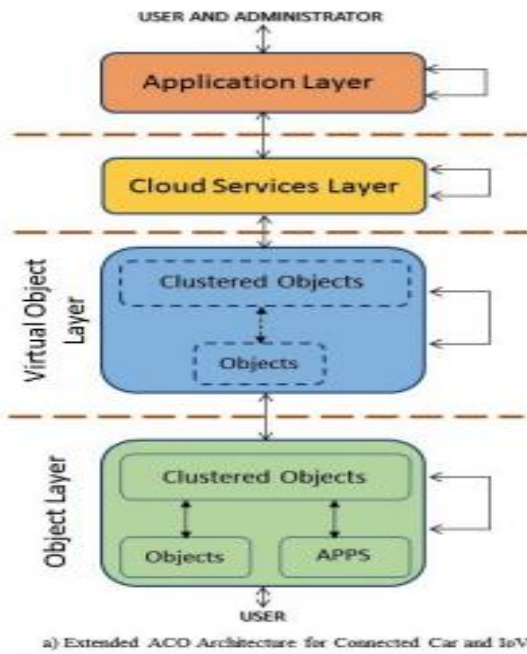 USER AND ADMINISTRATOR
Application Layer
Cloud Services Layer
Virtual Object
Layer
Clustered Objects
Objects
Object Layer
Clustered Objects
Objects
APPS
USER
a) Extended ACO Architecture for Connected Car and IoV